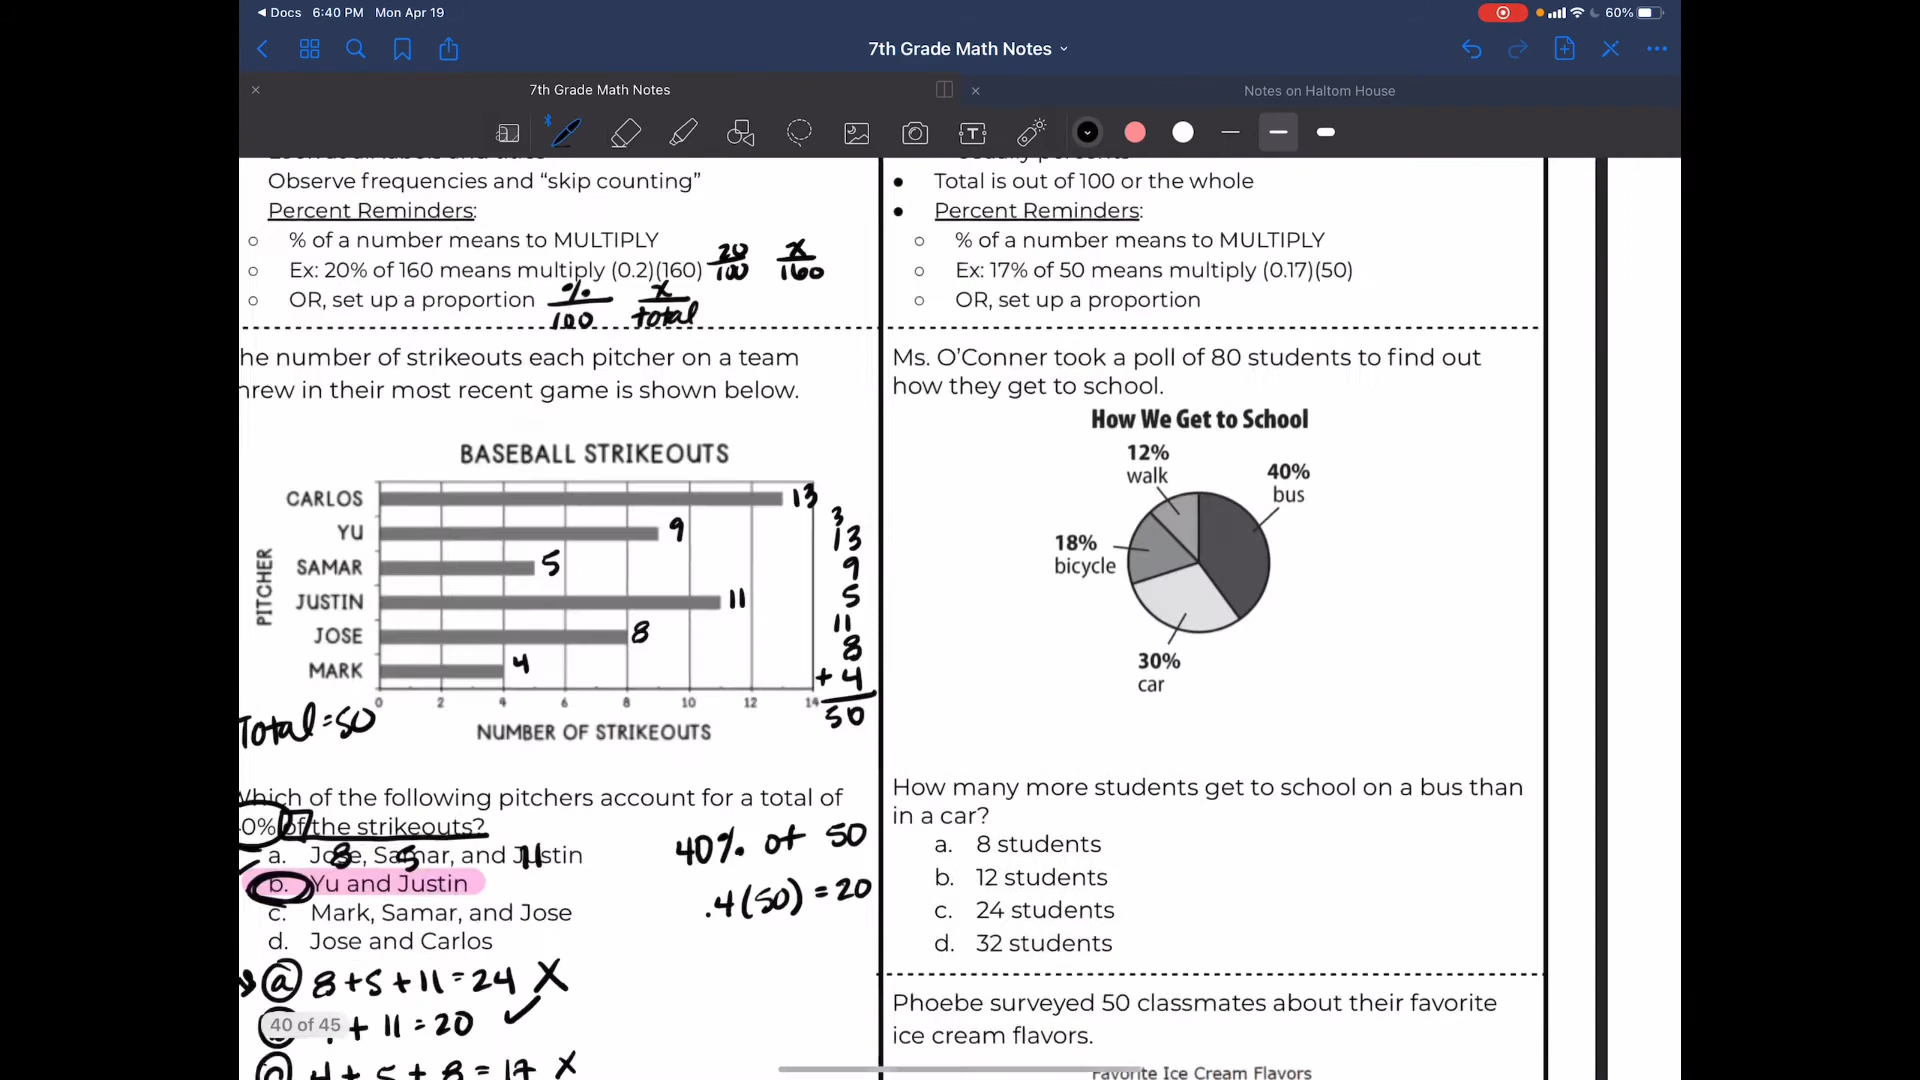 Docs 6:40 PM Mon Apr 19
60%
7th Grade Math Notes
7th Grade Math Notes
Notes on Haltom House
Observe frequencies and “skip counting”
Percent Reminders:
% of a number means to MULTIPLY
Ex: 20% of 160 means multiply (0.2)(160) 20/100 x/160
OR, set up a proportion %/100 x/total
he number of strikeouts each pitcher on a team
hrew in their most recent game is shown below.
BASEBALL STRIKEOUTS
PITCHER
CARLOS 13
YU 9
SAMAR 5
JUSTIN 11
JOSE 8
MARK 4
0 2 4 6 8 10 12 14
NUMBER OF STRIKEOUTS
3
13
9
5
11
8
+ 4
50
Total = 50
Which of the following pitchers account for a total of
0% of the strikeouts?
8 5 11
a. Jose, Samar, and Justin
b. Yu and Justin
c. Mark, Samar, and Jose
d. Jose and Carlos
40% of 50
.4(50) = 20
a 8+5+11=24 X
+ 11 = 20 ✓
4 + 5 + 8 = 17 X
40 of 45
usually percents
● Total is out of 100 or the whole
● Percent Reminders:
○ % of a number means to MULTIPLY
○ Ex: 17% of 50 means multiply (0.17)(50)
○ OR, set up a proportion
Ms. O’Conner took a poll of 80 students to find out
how they get to school.
How We Get to School
12%
walk
40%
bus
18%
bicycle
30%
car
How many more students get to school on a bus than
in a car?
a. 8 students
b. 12 students
c. 24 students
d. 32 students
Phoebe surveyed 50 classmates about their favorite
ice cream flavors.
Favorite Ice Cream Flavors